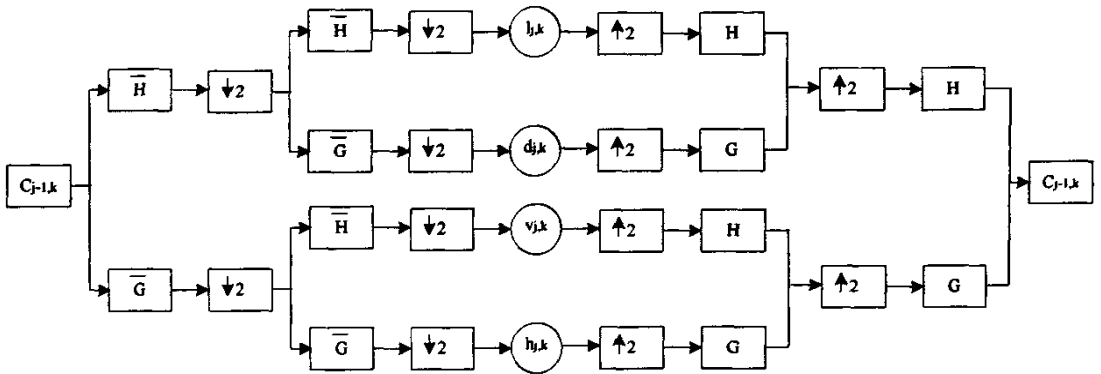 H̅ ↓2 lj,k ↑2 H
H̅ ↓2 ↑2 H
G̅ ↓2 dj,k ↑2 G
Cj-1,k Cj-1,k
H̅ ↓2 vj,k ↑2 H
G̅ ↓2 ↑2 G
G̅ ↓2 hj,k ↑2 G